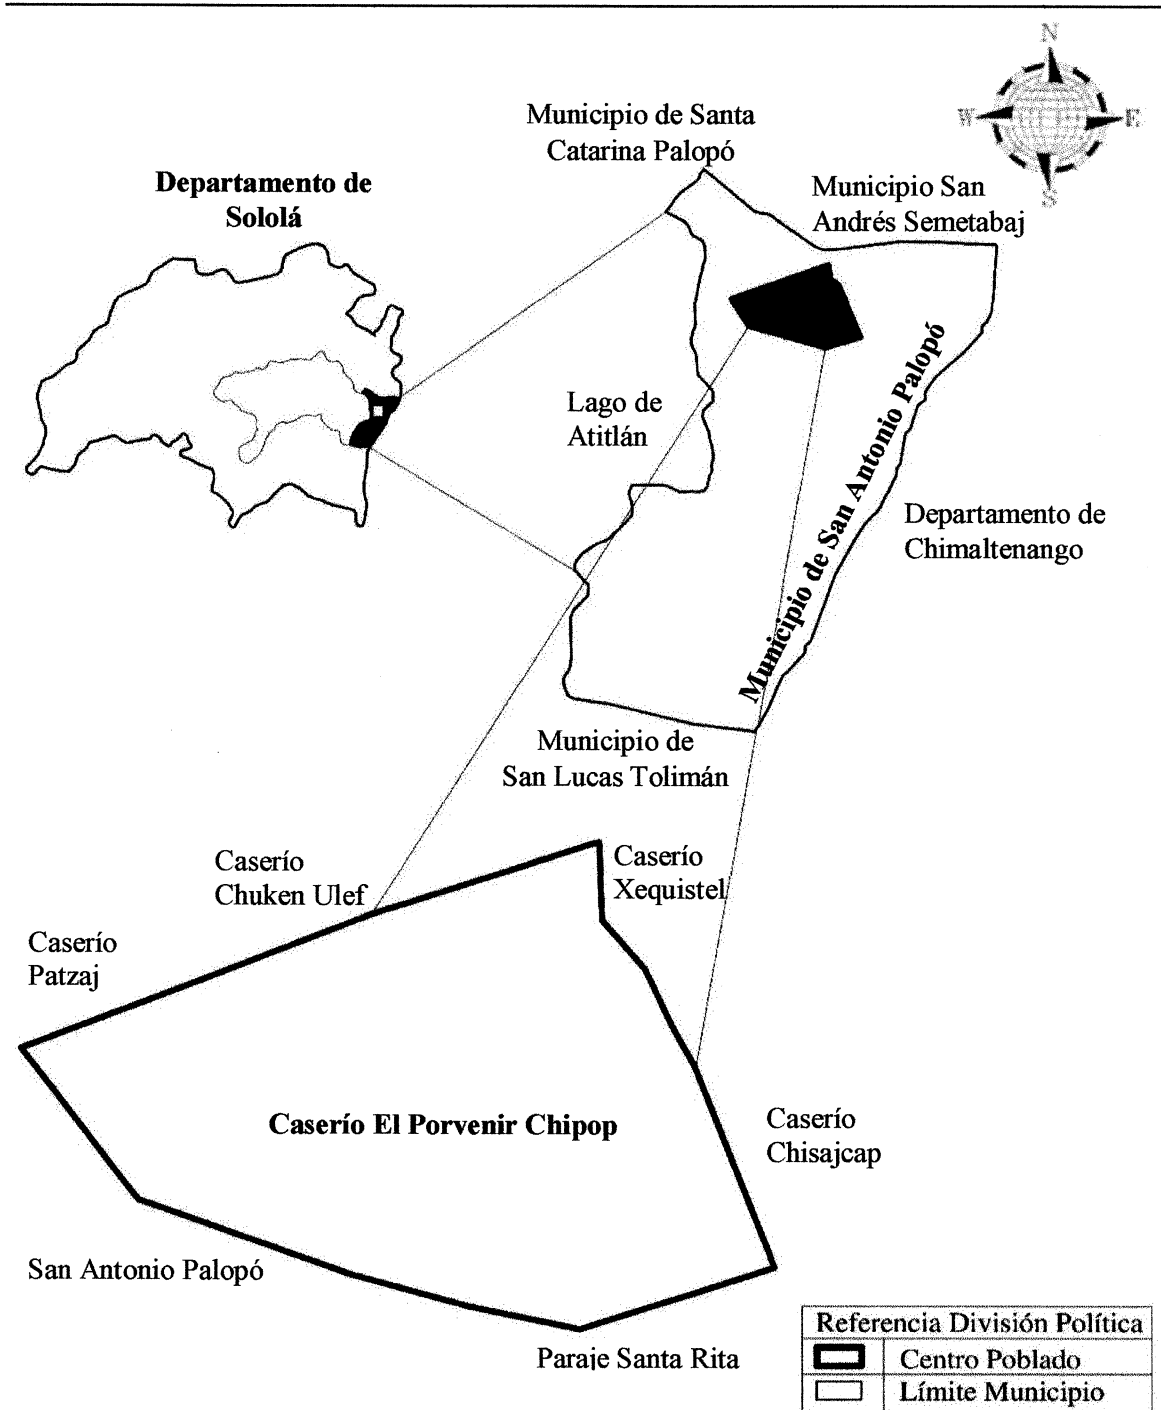 N
W
E
S
Municipio de Santa
Catarina Palopó
Departamento de
Sololá
Municipio San
Andrés Semetabaj
Lago de
Atitlán
Municipio de San Antonio Palopó
Departamento de
Chimaltenango
Municipio de
San Lucas Tolimán
Caserío
Chuken Ulef
Caserío
Xequistel
Caserío
Patzaj
Caserío El Porvenir Chipop
Caserío
Chisajcap
San Antonio Palopó
Paraje Santa Rita
Referencia División Política
Centro Poblado
Límite Municipio